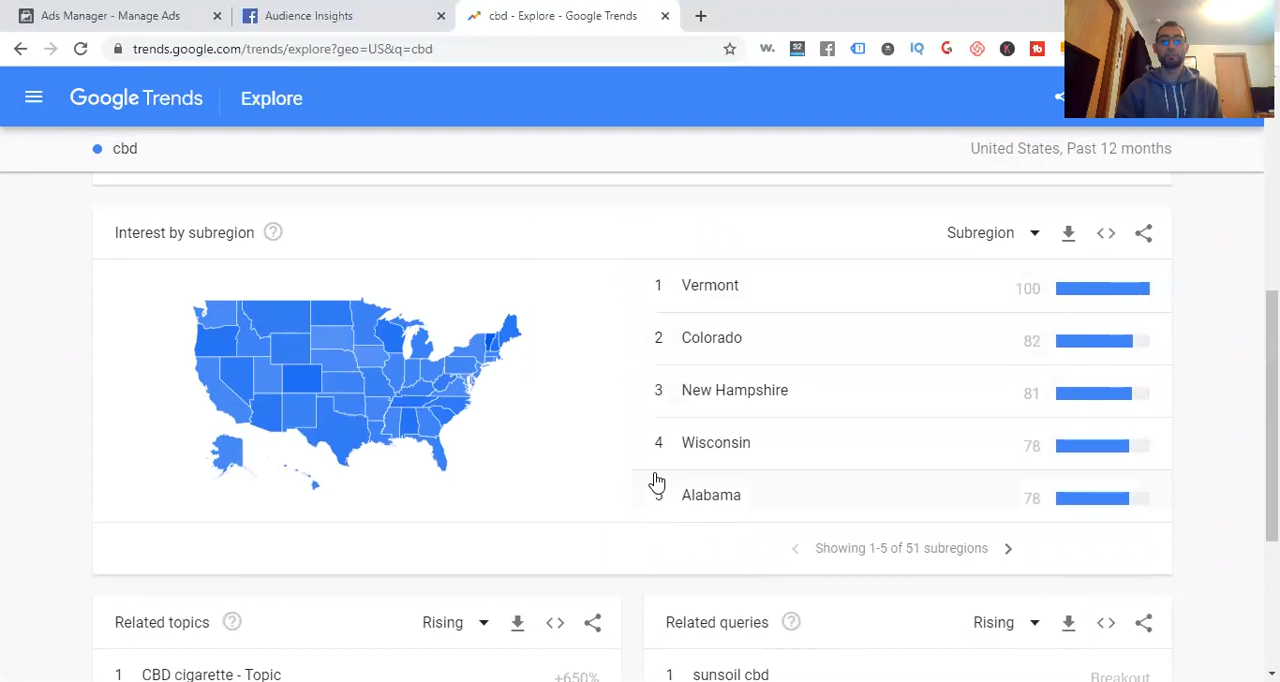 Ads Manager - Manage Ads
Audience Insights
cbd - Explore - Google Trends
trends.google.com/trends/explore?geo=US&q=cbd
w.
92
IQ
G
K
Google Trends
Explore
cbd
United States, Past 12 months
Interest by subregion
Subregion
1 Vermont 100
2 Colorado 82
3 New Hampshire 81
4 Wisconsin 78
5 Alabama 78
Showing 1-5 of 51 subregions
Related topics
Rising
Related queries
Rising
1 CBD cigarette - Topic +650%
1 sunsoil cbd Breakout